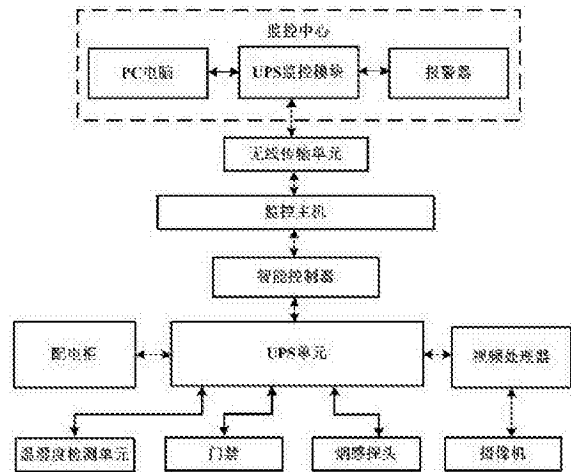 监控中心
PC电脑
UPS监控模块
报警器
无线传输单元
监控主机
智能控制器
配电柜
UPS单元
视频处理器
温湿度检测单元
门禁
烟感探头
摄像机